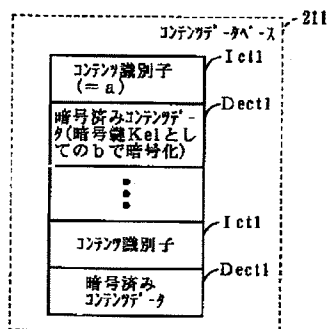 コンテンツデータベース
211
コンテンツ識別子
(=a)
Ict1
暗号済みコンテンツデー
タ(暗号鍵Ke1とし
てのbで暗号化)
Dect1
コンテンツ識別子
Ict1
暗号済み
コンテンツデータ
Dect1